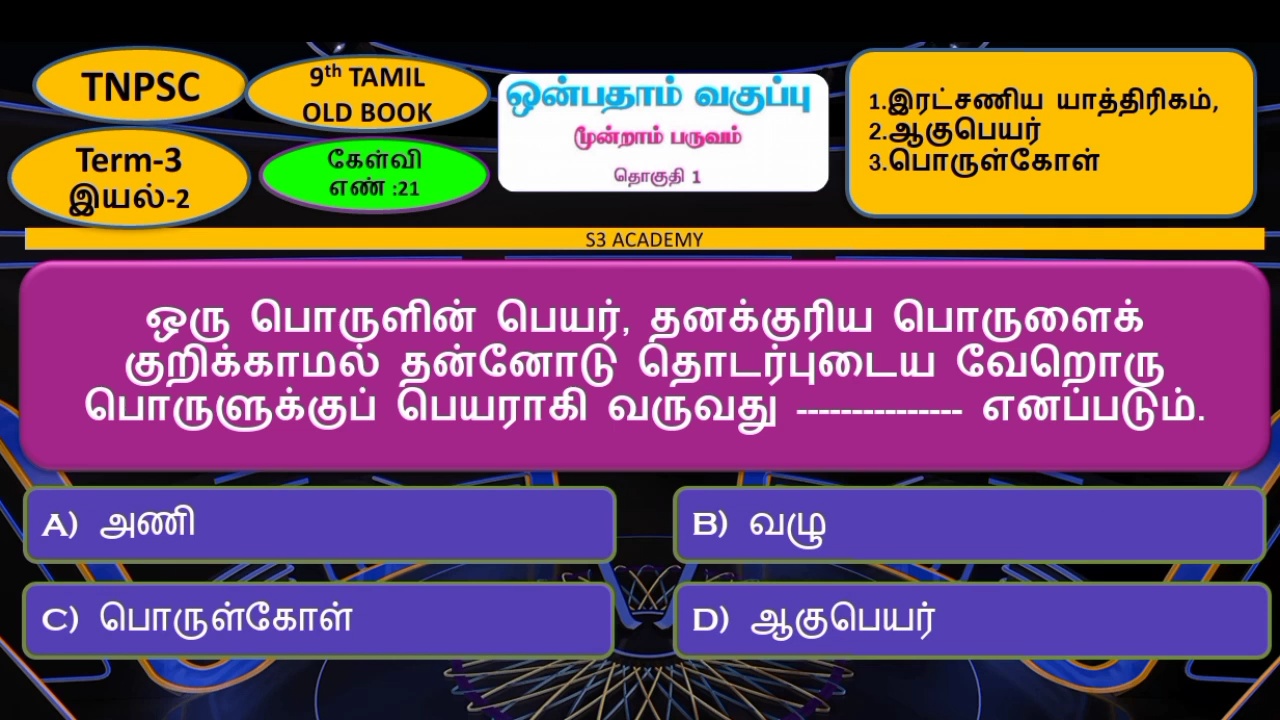 TNPSC
9th TAMIL
OLD BOOK
Term-3
இயல்-2
கேள்வி
எண் :21
ஒன்பதாம் வகுப்பு
மூன்றாம் பருவம்
தொகுதி 1
1.இரட்சணிய யாத்திரிகம்,
2.ஆகுபெயர்
3.பொருள்கோள்
S3 ACADEMY
ஒரு பொருளின் பெயர், தனக்குரிய பொருளைக்
குறிக்காமல் தன்னோடு தொடர்புடைய வேறொரு
பொருளுக்குப் பெயராகி வருவது --------------- எனப்படும்.
A) அணி
B) வழு
C) பொருள்கோள்
D) ஆகுபெயர்